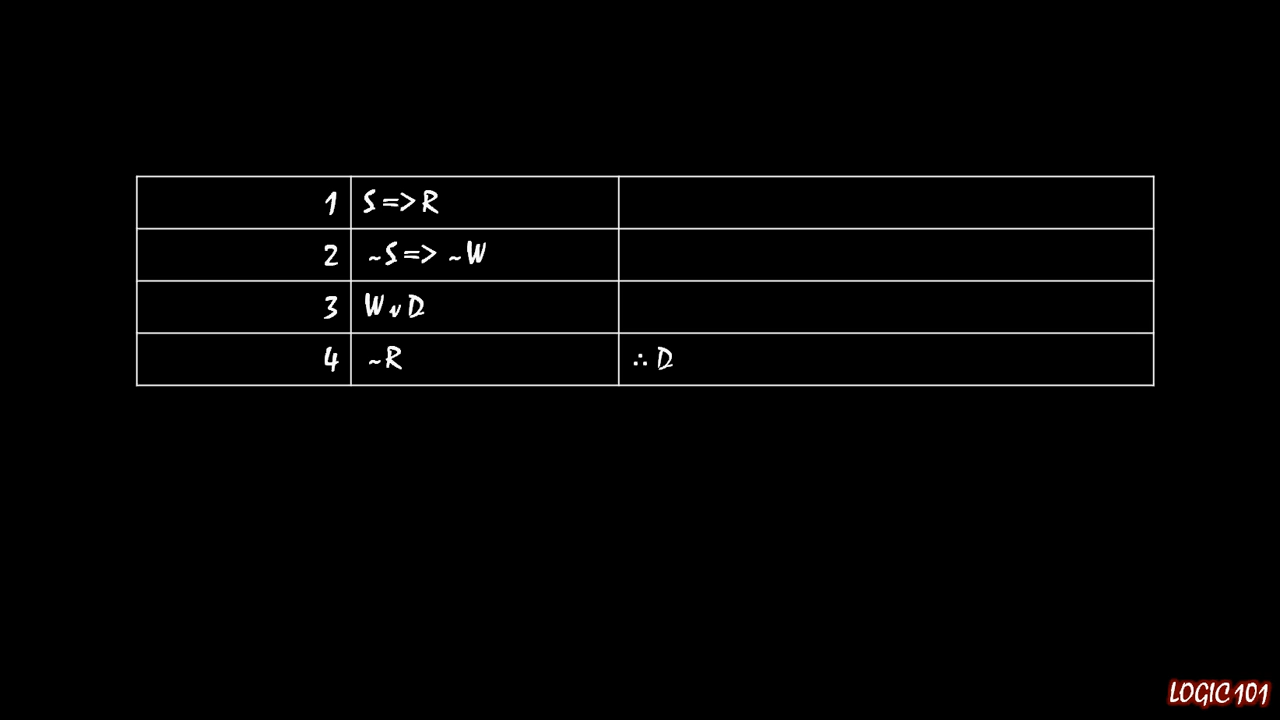 1 S => R
2 ~S => ~W
3 W v D
4 ~R ∴ D
LOGIC 101